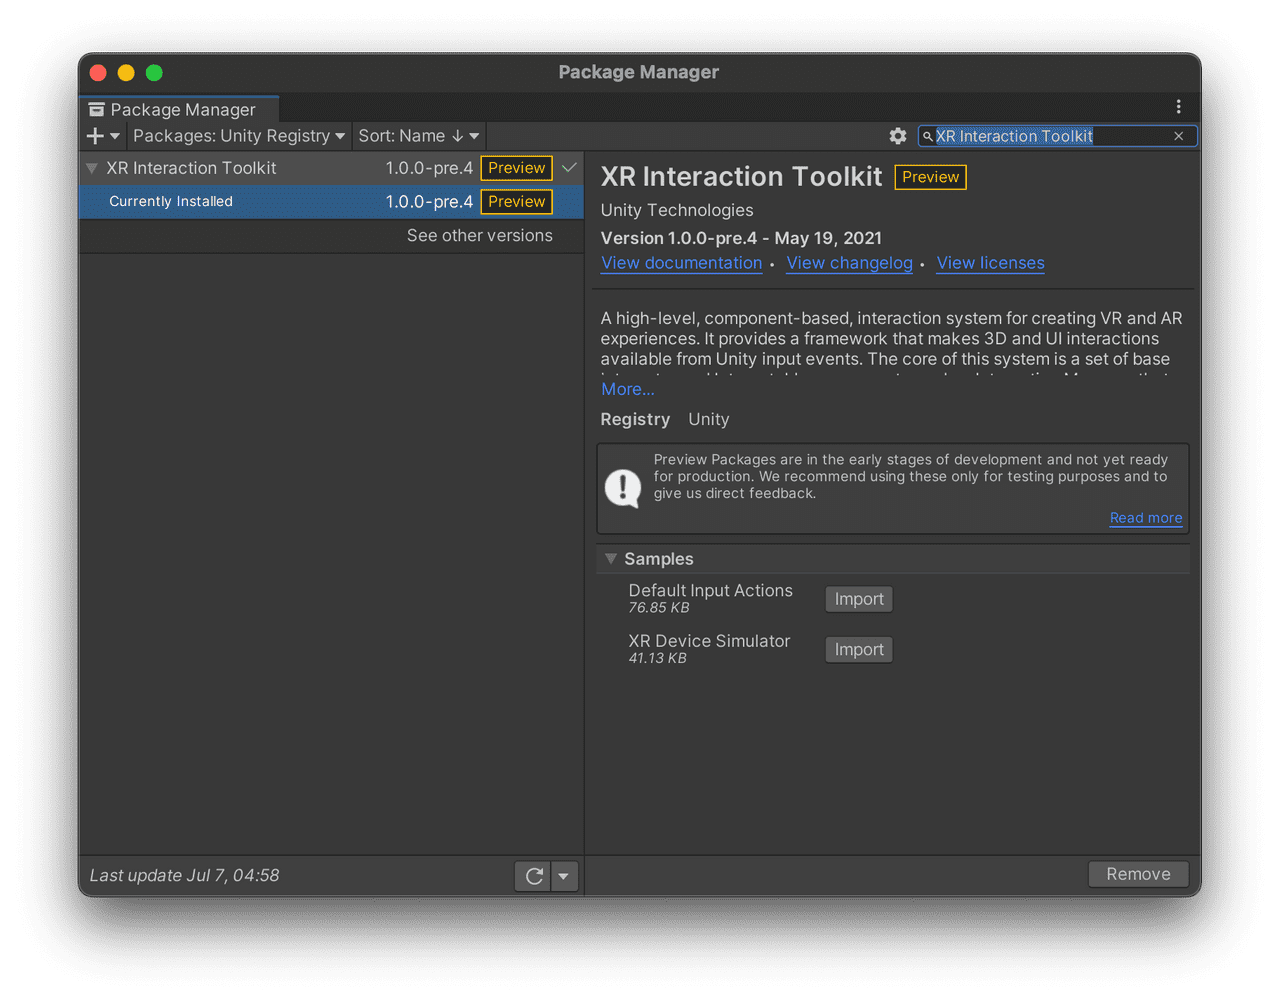 Package Manager
Package Manager
Packages: Unity Registry Sort: Name ↓ XR Interaction Toolkit
XR Interaction Toolkit 1.0.0-pre.4 Preview
Currently Installed 1.0.0-pre.4 Preview
See other versions
XR Interaction Toolkit Preview
Unity Technologies
Version 1.0.0-pre.4 - May 19, 2021
View documentation • View changelog • View licenses
A high-level, component-based, interaction system for creating VR and AR
experiences. It provides a framework that makes 3D and UI interactions
available from Unity input events. The core of this system is a set of base
More...
Registry Unity
Preview Packages are in the early stages of development and not yet ready
for production. We recommend using these only for testing purposes and to
give us direct feedback.
Read more
Samples
Default Input Actions Import
76.85 KB
XR Device Simulator Import
41.13 KB
Last update Jul 7, 04:58
Remove